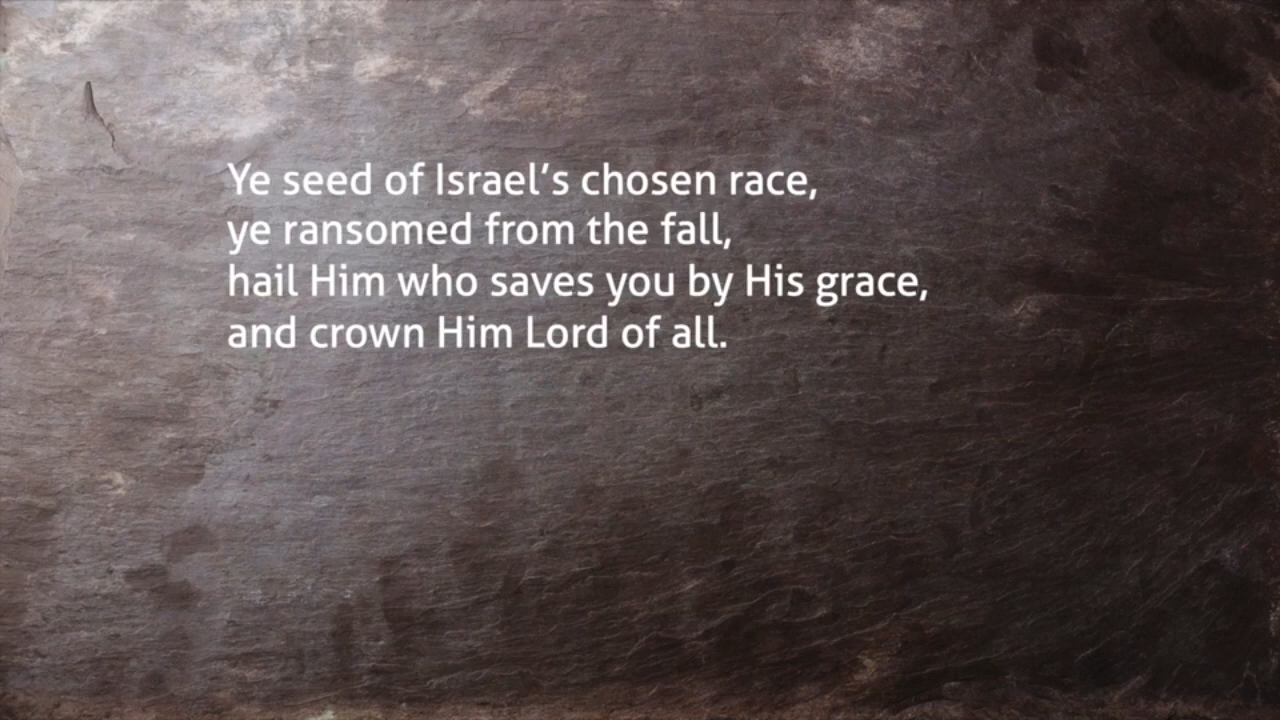 Ye seed of Israel’s chosen race,
ye ransomed from the fall,
hail Him who saves you by His grace,
and crown Him Lord of all.